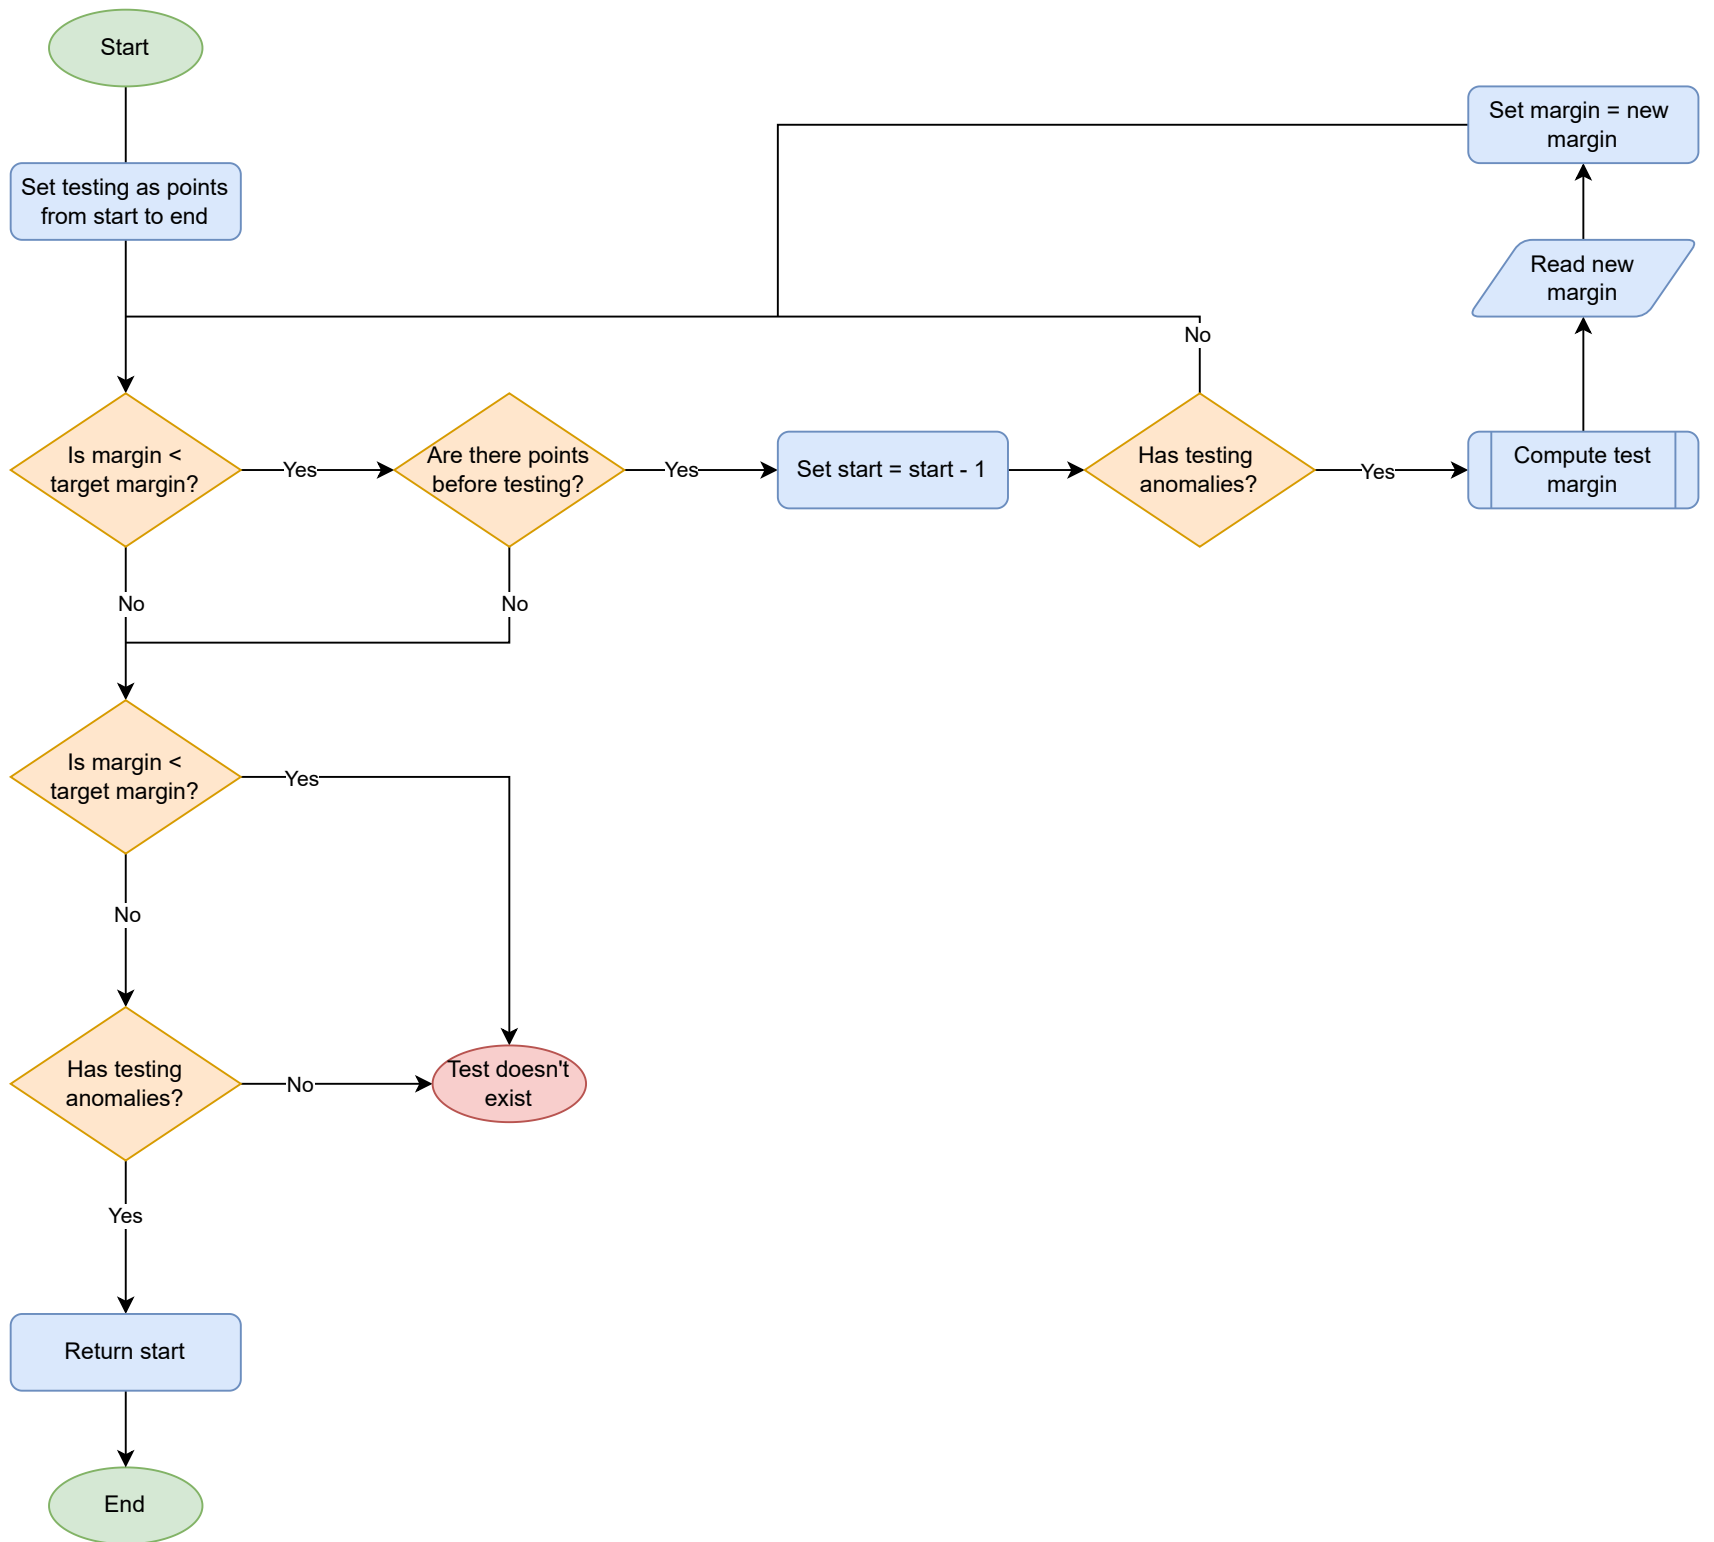 Start
Set testing as points
from start to end
Set margin = new
margin
Read new
margin
No
Is margin <
target margin?
Yes
Are there points
before testing?
Yes
Set start = start - 1
Has testing
anomalies?
Yes
Compute test
margin
No
No
Is margin <
target margin?
Yes
No
Has testing
anomalies?
No
Test doesn't
exist
Yes
Return start
End